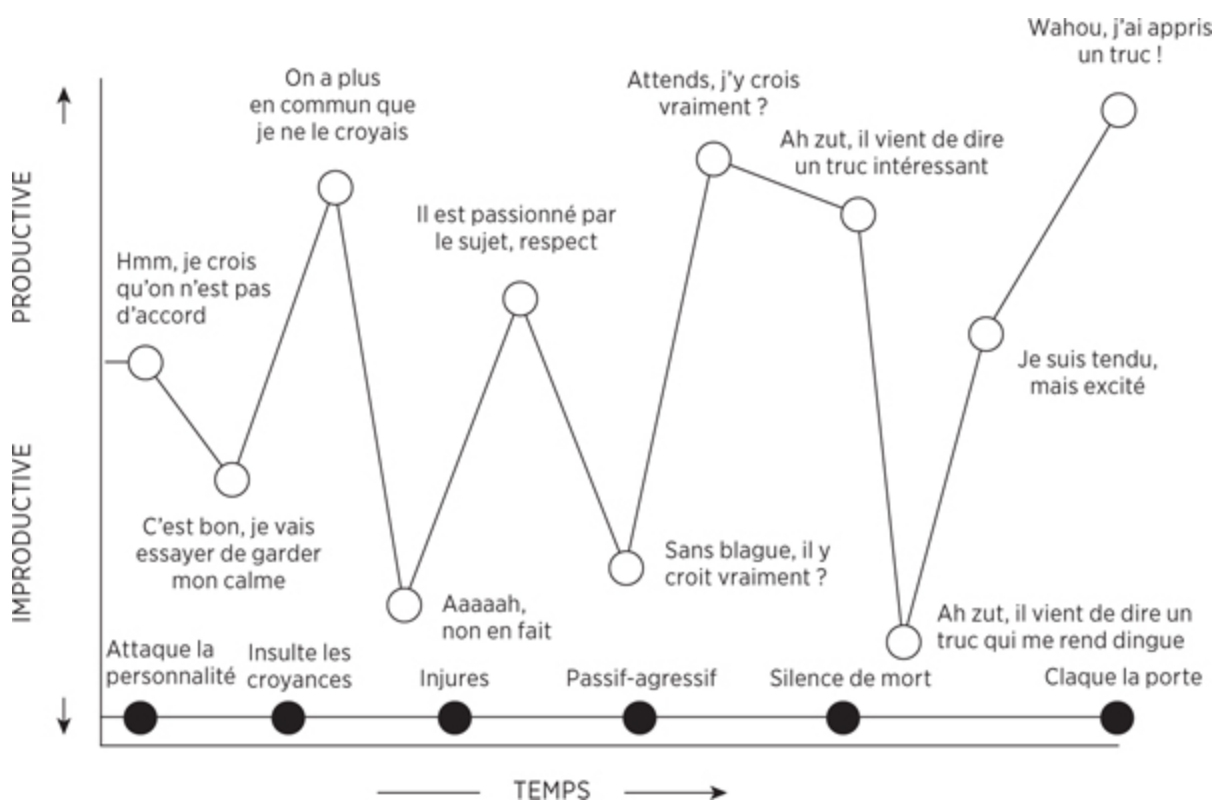 Wahou, j'ai appris
un truc !
On a plus
en commun que
je ne le croyais
Attends, j'y crois
vraiment ?
Ah zut, il vient de dire
un truc intéressant
Il est passionné par
le sujet, respect
Hmm, je crois
qu'on n'est pas
d'accord
PRODUCTIVE
Je suis tendu,
mais excité
IMPRODUCTIVE
C'est bon, je vais
essayer de garder
mon calme
Sans blague, il y
croit vraiment ?
Aaaaah,
non en fait
Ah zut, il vient de dire un
truc qui me rend dingue
Attaque la
personnalité
Insulte les
croyances
Injures
Passif-agressif
Silence de mort
Claque la porte
TEMPS